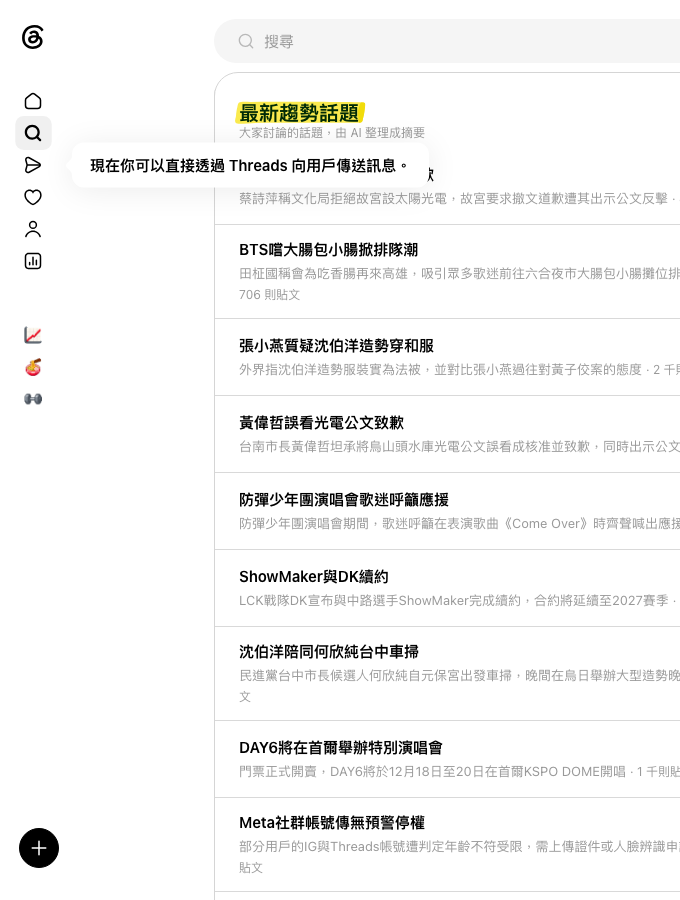 搜尋
最新趨勢話題
大家討論的話題，由 AI 整理成摘要
現在你可以直接透過 Threads 向用戶傳送訊息。
蔡詩萍稱文化局拒絕故宮設太陽光電，故宮要求撤文道歉遭其出示公文反擊 ·
BTS嚐大腸包小腸掀排隊潮
田柾國稱會為吃香腸再來高雄，吸引眾多歌迷前往六合夜市大腸包小腸攤位排
706 則貼文
張小燕質疑沈伯洋造勢穿和服
外界指沈伯洋造勢服裝實為法被，並對比張小燕過往對黃子佼案的態度 · 2 千
黃偉哲誤看光電公文致歉
台南市長黃偉哲坦承將烏山頭水庫光電公文誤看成核准並致歉，同時出示公文
防彈少年團演唱會歌迷呼籲應援
防彈少年團演唱會期間，歌迷呼籲在表演歌曲《Come Over》時齊聲喊出應援
ShowMaker與DK續約
LCK戰隊DK宣布與中路選手ShowMaker完成續約，合約將延續至2027賽季 ·
沈伯洋陪同何欣純台中車掃
民進黨台中市長候選人何欣純自元保宮出發車掃，晚間在烏日舉辦大型造勢晚
文
DAY6將在首爾舉辦特別演唱會
門票正式開賣，DAY6將於12月18日至20日在首爾KSPO DOME開唱 · 1 千則貼
Meta社群帳號傳無預警停權
部分用戶的IG與Threads帳號遭判定年齡不符受限，需上傳證件或人臉辨識申
貼文